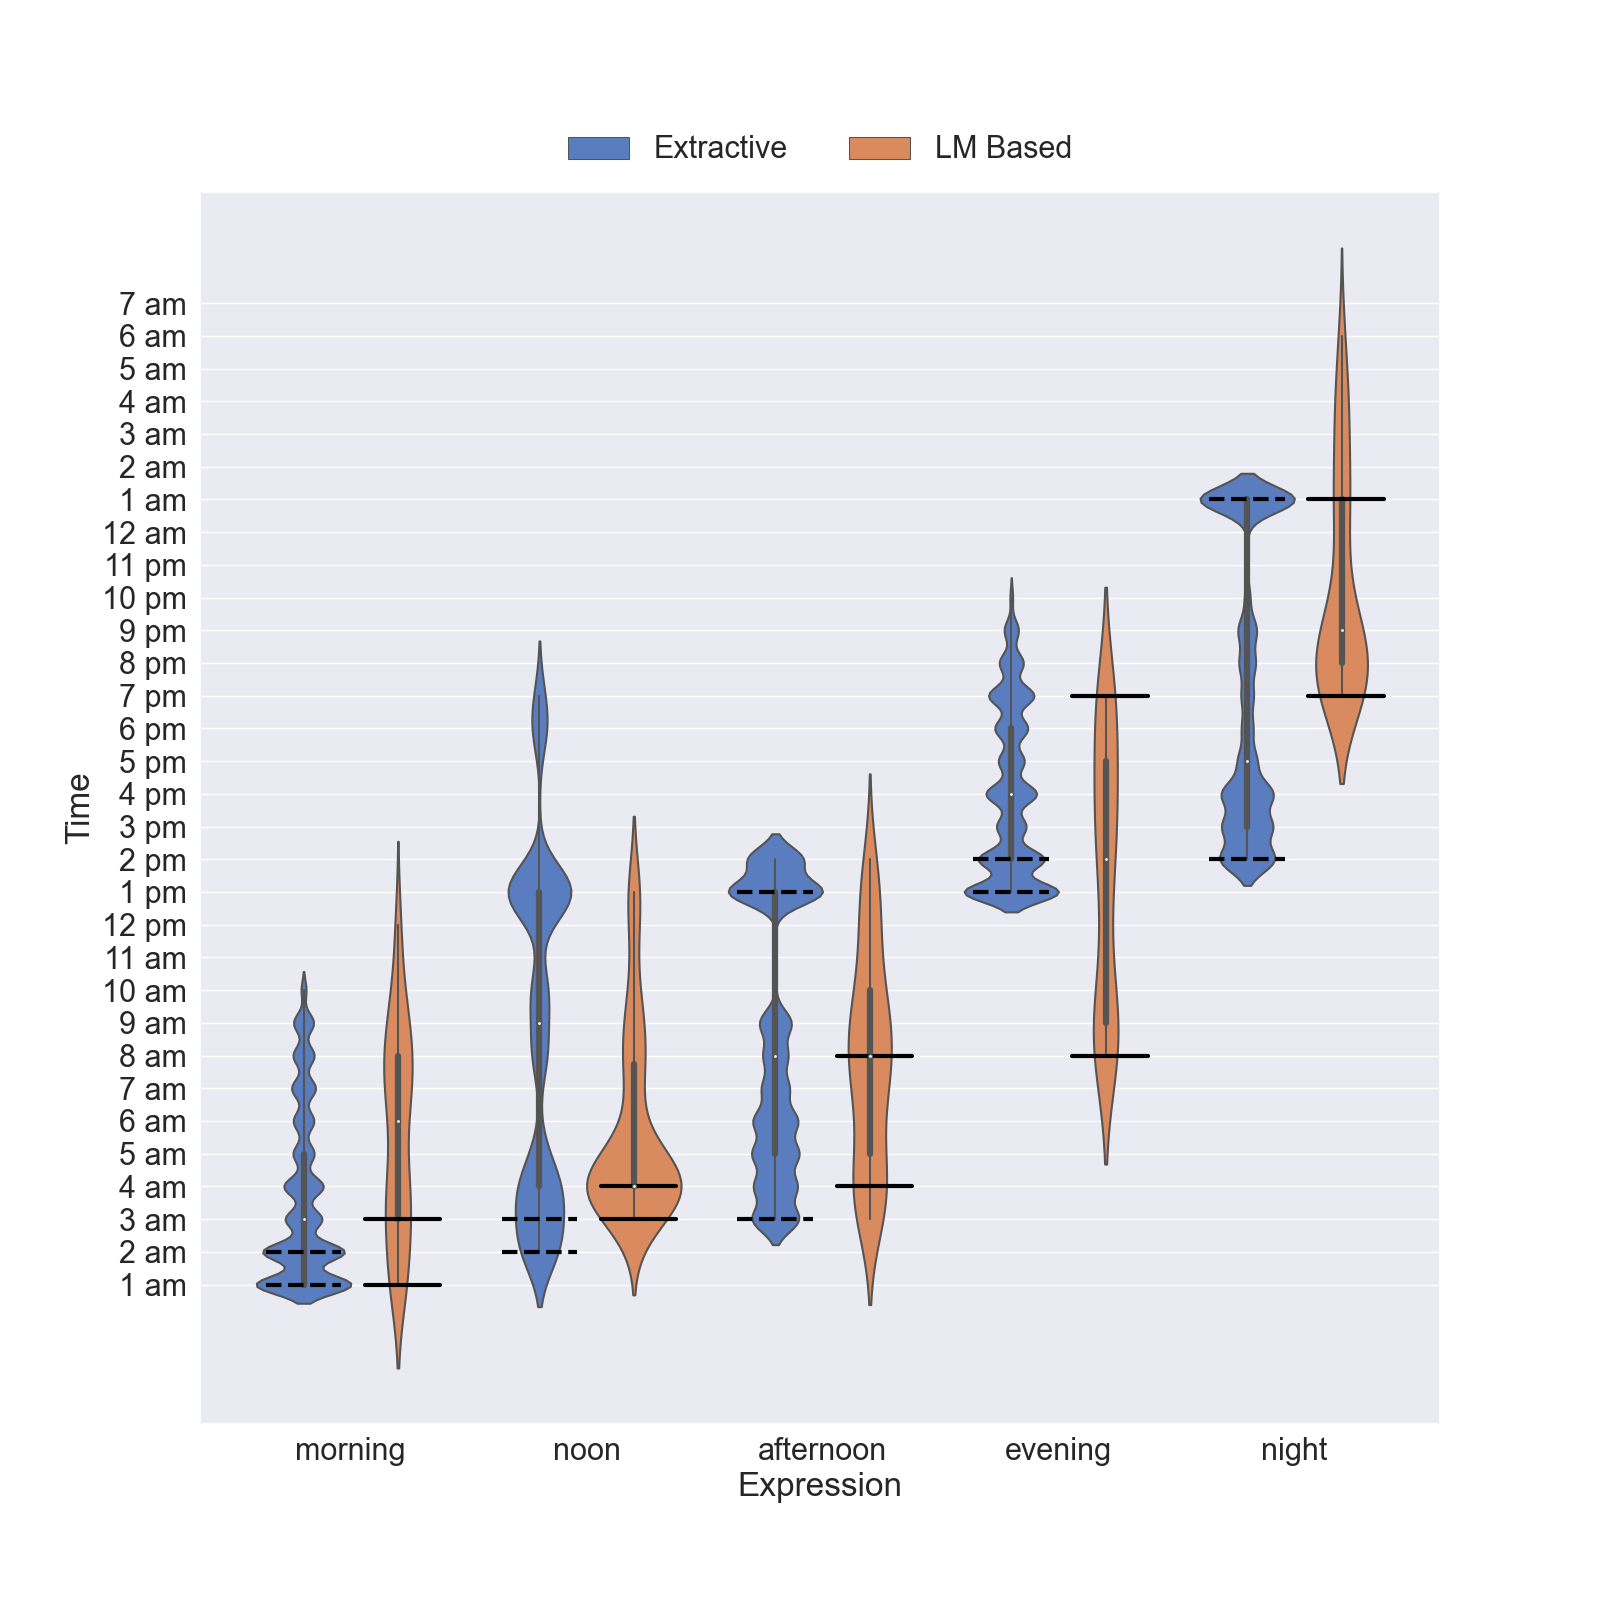 Extractive
LM Based
7 am
6 am
5 am
4 am
3 am
2 am
1 am
12 am
11 pm
10 pm
9 pm
8 pm
7 pm
6 pm
5 pm
4 pm
3 pm
2 pm
1 pm
12 pm
11 am
10 am
9 am
8 am
7 am
6 am
5 am
4 am
3 am
2 am
1 am
Time
morning
noon
afternoon
evening
night
Expression